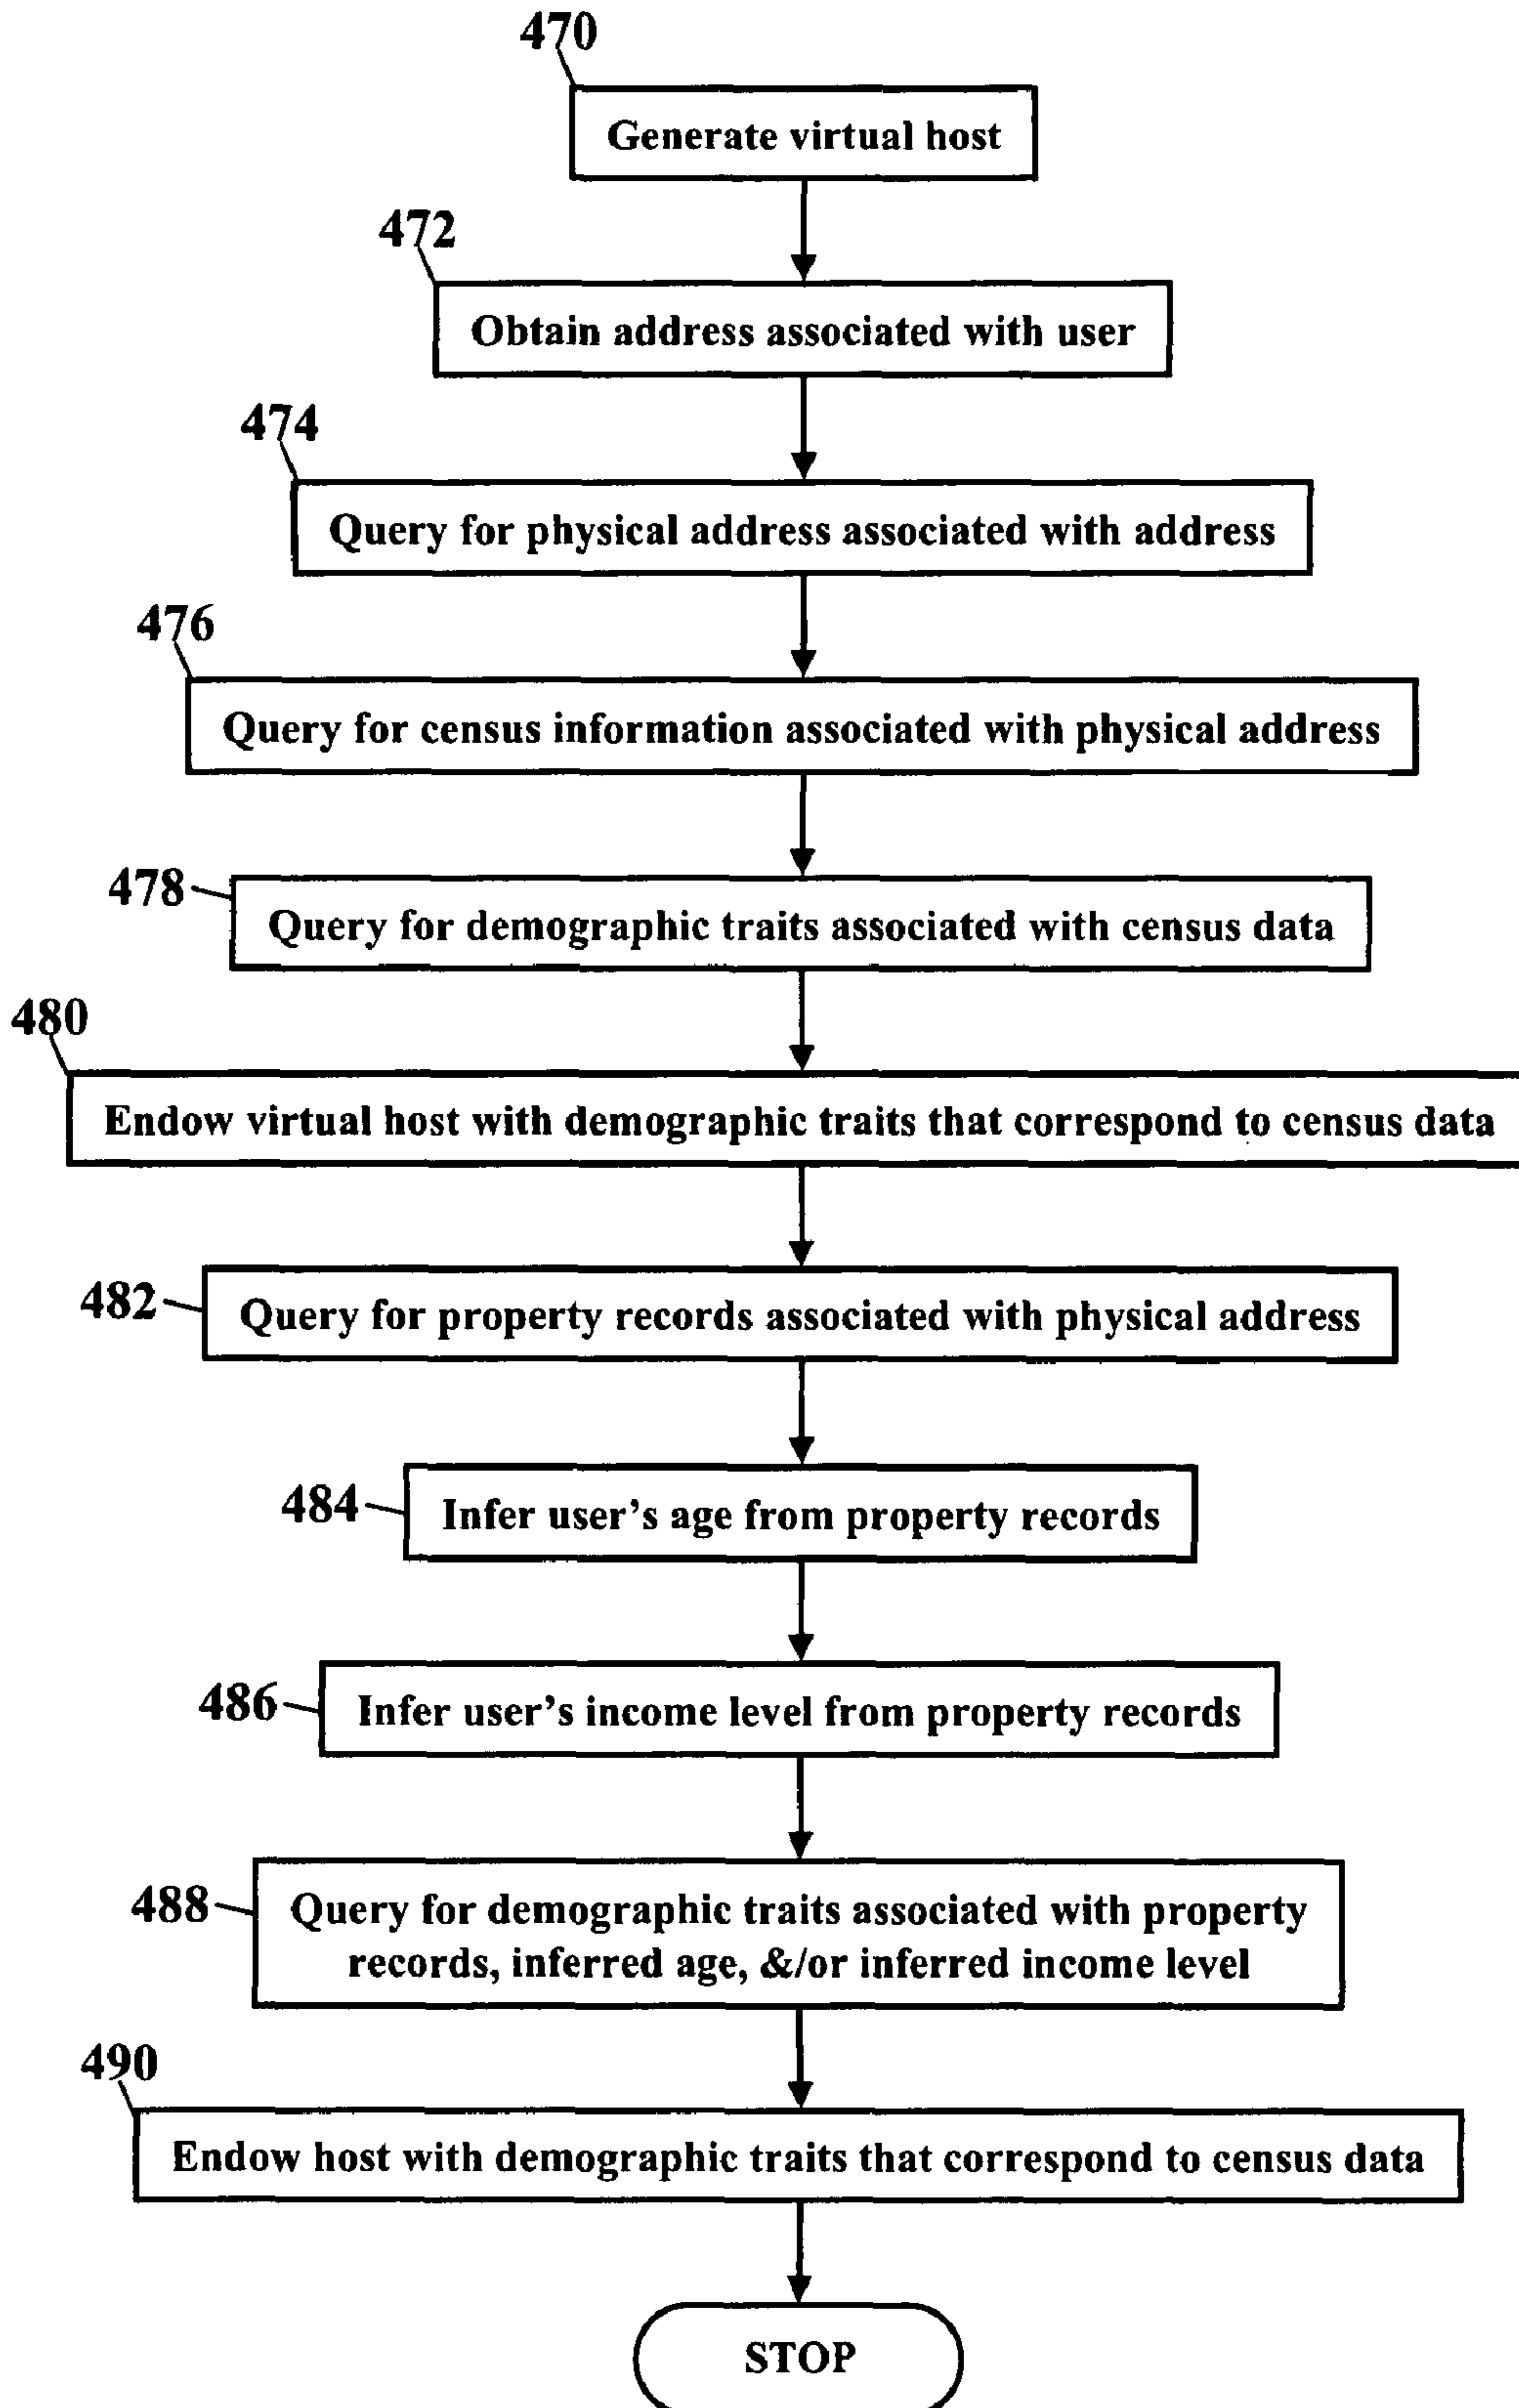 470
Generate virtual host
472
Obtain address associated with user
474
Query for physical address associated with address
476
Query for census information associated with physical address
478
Query for demographic traits associated with census data
480
Endow virtual host with demographic traits that correspond to census data
482
Query for property records associated with physical address
484
Infer user's age from property records
486
Infer user's income level from property records
488
Query for demographic traits associated with property
records, inferred age, &/or inferred income level
490
Endow host with demographic traits that correspond to census data
STOP